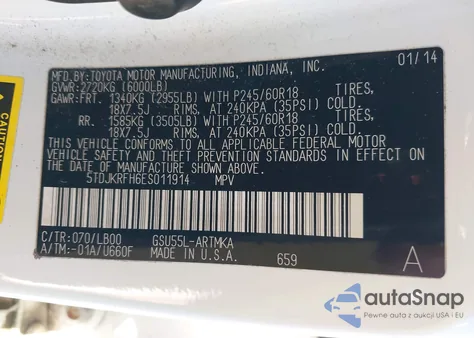 MFD. BY: TOYOTA MOTOR MANUFACTURING, INDIANA, INC. 01/14
GVWR: 2720KG (6000LB)
GAWR: FRT. 1340KG (2955LB) WITH P245/60R18 TIRES,
18X7.5J RIMS, AT 240KPA (35PSI) COLD.
RR. 1585KG (3505LB) WITH P245/60R18 TIRES,
18X7.5J RIMS, AT 240KPA (35PSI) COLD.
THIS VEHICLE CONFORMS TO ALL APPLICABLE FEDERAL MOTOR
VEHICLE SAFETY AND BUMPER STANDARDS IN EFFECT ON
THE DATE OF MANUFACTURE SHOWN ABOVE.
5TDJKRFH6ES011914 MPV
C/TR: 070/LB00 GSU55L-ARTMKA
A/TM: -01A/U660F MADE IN U.S.A. 659
A
CAUTION
autoSnap
Pewne auta z aukcji USA i EU